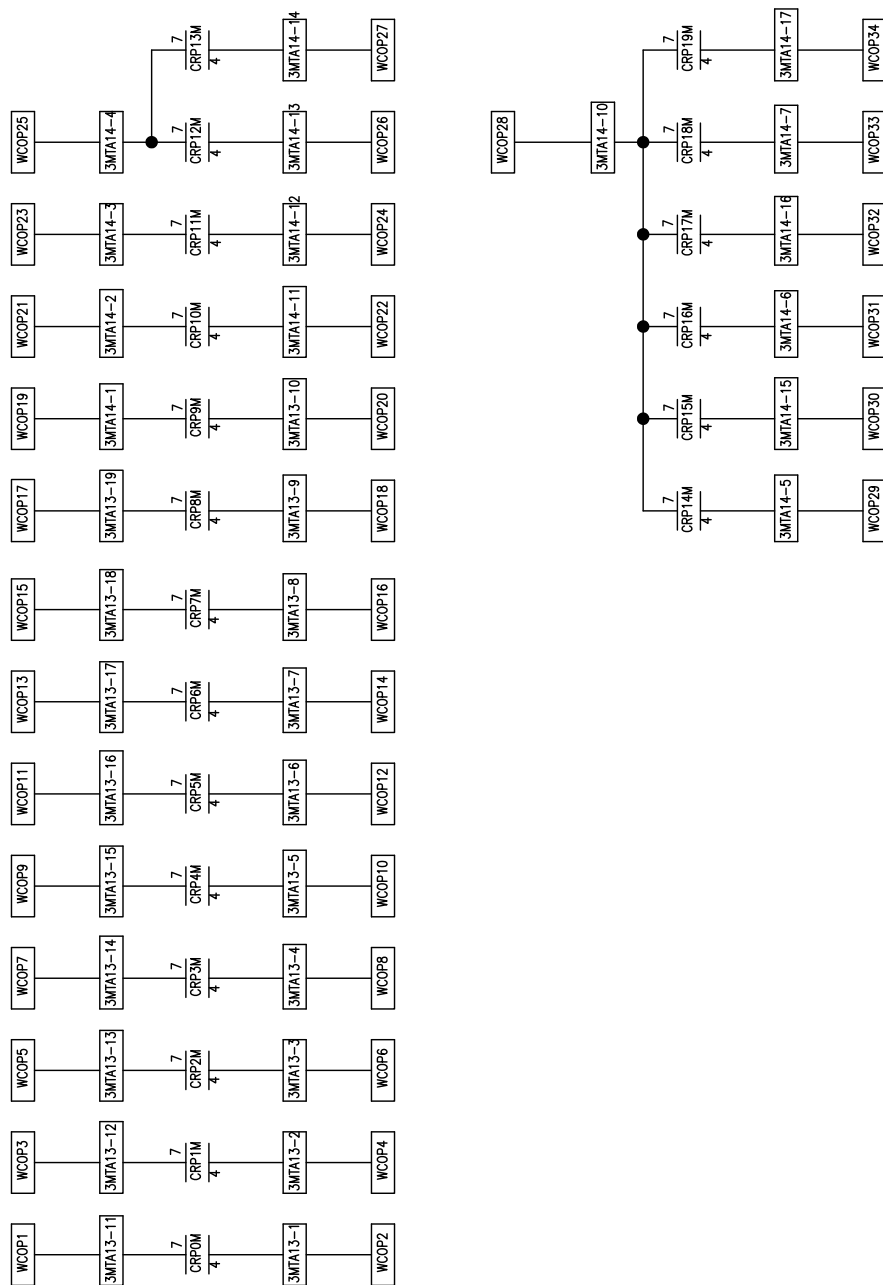 WCOP1
3MTA13-11
7
CRP0M
4
3MTA13-1
WCOP2
WCOP3
3MTA13-12
7
CRP1M
4
3MTA13-2
WCOP4
WCOP5
3MTA13-13
7
CRP2M
4
3MTA13-3
WCOP6
WCOP7
3MTA13-14
7
CRP3M
4
3MTA13-4
WCOP8
WCOP9
3MTA13-15
7
CRP4M
4
3MTA13-5
WCOP10
WCOP11
3MTA13-16
7
CRP5M
4
3MTA13-6
WCOP12
WCOP13
3MTA13-17
7
CRP6M
4
3MTA13-7
WCOP14
WCOP15
3MTA13-18
7
CRP7M
4
3MTA13-8
WCOP16
WCOP17
3MTA13-19
7
CRP8M
4
3MTA13-9
WCOP18
WCOP19
3MTA14-1
7
CRP9M
4
3MTA13-10
WCOP20
WCOP21
3MTA14-2
7
CRP10M
4
3MTA14-11
WCOP22
WCOP23
3MTA14-3
7
CRP11M
4
3MTA14-12
WCOP24
WCOP25
3MTA14-4
7
CRP12M
4
3MTA14-13
WCOP26
7
CRP13M
4
3MTA14-14
WCOP27
7
CRP14M
4
3MTA14-5
WCOP29
7
CRP15M
4
3MTA14-15
WCOP30
7
CRP16M
4
3MTA14-6
WCOP31
7
CRP17M
4
3MTA14-16
WCOP32
WCOP28
3MTA14-10
7
CRP18M
4
3MTA14-7
WCOP33
7
CRP19M
4
3MTA14-17
WCOP34